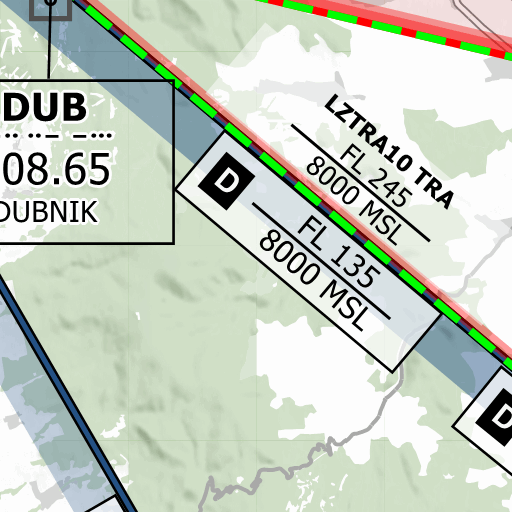 DUB
08.65
DUBNIK
LZTRA10 TRA
FL 245
8000 MSL
D
FL 135
8000 MSL
D